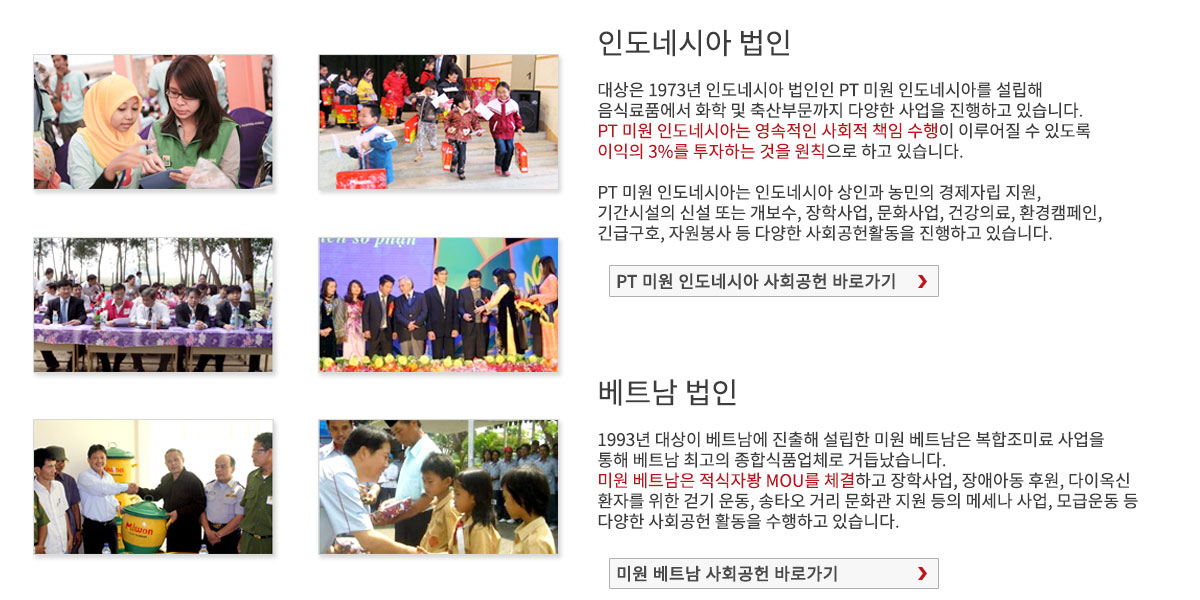 인도네시아 법인
대상은 1973년 인도네시아 법인인 PT 미원 인도네시아를 설립해
음식료품에서 화학 및 축산부문까지 다양한 사업을 진행하고 있습니다.
PT 미원 인도네시아는 영속적인 사회적 책임 수행이 이루어질 수 있도록
이익의 3%를 투자하는 것을 원칙으로 하고 있습니다.
PT 미원 인도네시아는 인도네시아 상인과 농민의 경제자립 지원,
기간시설의 신설 또는 개보수, 장학사업, 문화사업, 건강의료, 환경캠페인,
긴급구호, 자원봉사 등 다양한 사회공헌활동을 진행하고 있습니다.
PT 미원 인도네시아 사회공헌 바로가기
số phận
베트남 법인
1993년 대상이 베트남에 진출해 설립한 미원 베트남은 복합조미료 사업을
통해 베트남 최고의 종합식품업체로 거듭났습니다.
미원 베트남은 적식자봥 MOU를 체결하고 장학사업, 장애아동 후원, 다이옥신
환자를 위한 걷기 운동, 송타오 거리 문화관 지원 등의 메세나 사업, 모급운동 등
다양한 사회공헌 활동을 수행하고 있습니다.
Miwon
미원 베트남 사회공헌 바로가기